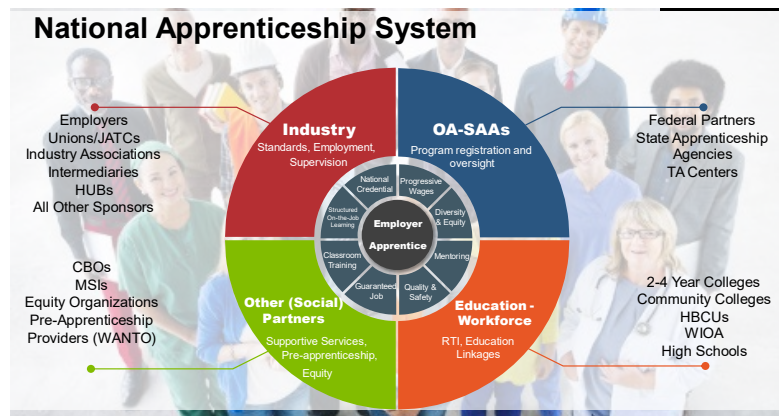 National Apprenticeship System
Employers
Unions/JATCs
Industry Associations
Intermediaries
HUBs
All Other Sponsors
Industry
Standards, Employment,
Supervision
OA-SAAs
Program registration and
oversight
Federal Partners
State Apprenticeship
Agencies
TA Centers
National
Credential
Progressive
Wages
Structured
On-the-Job
Learning
Diversity
& Equity
Employer
Apprentice
Classroom
Training
Mentoring
Guaranteed
Job
Quality &
Safety
CBOs
MSIs
Equity Organizations
Pre-Apprenticeship
Providers (WANTO)
Other (Social)
Partners
Supportive Services,
Pre-apprenticeship,
Equity
Education -
Workforce
RTI, Education
Linkages
2-4 Year Colleges
Community Colleges
HBCUs
WIOA
High Schools